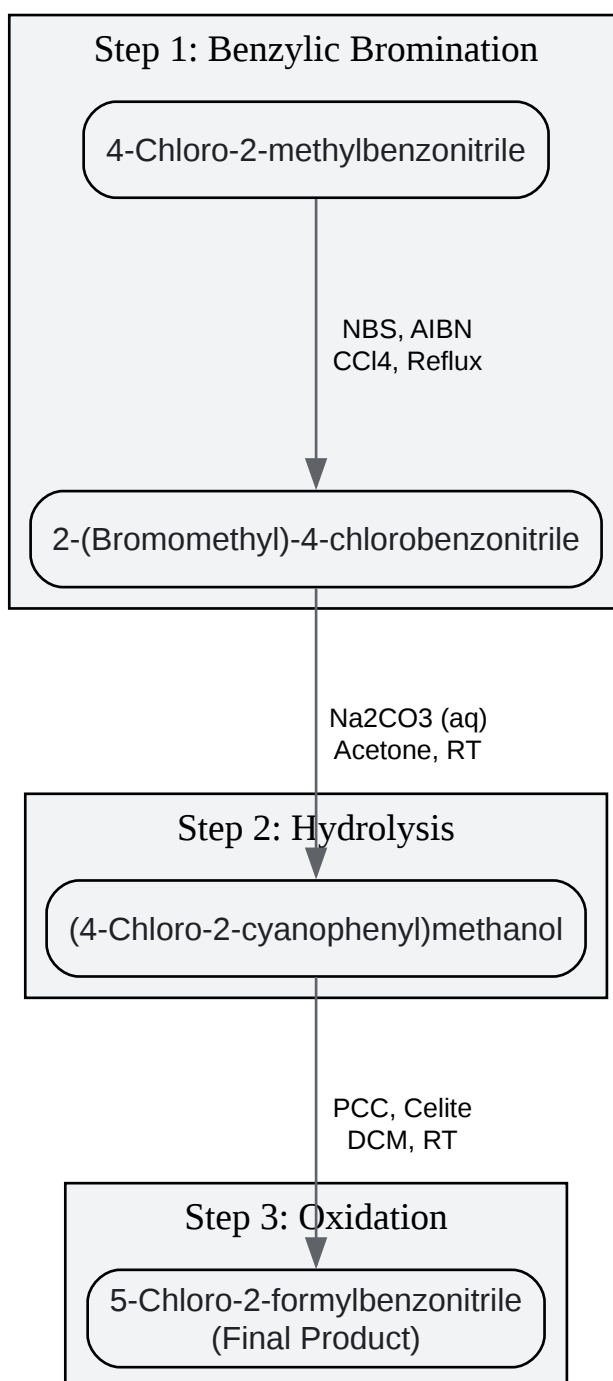 Step 1: Benzylic Bromination
4-Chloro-2-methylbenzonitrile
NBS, AIBN
CCl4, Reflux
2-(Bromomethyl)-4-chlorobenzonitrile
Na2CO3 (aq)
Acetone, RT
Step 2: Hydrolysis
(4-Chloro-2-cyanophenyl)methanol
PCC, Celite
DCM, RT
Step 3: Oxidation
5-Chloro-2-formylbenzonitrile
(Final Product)